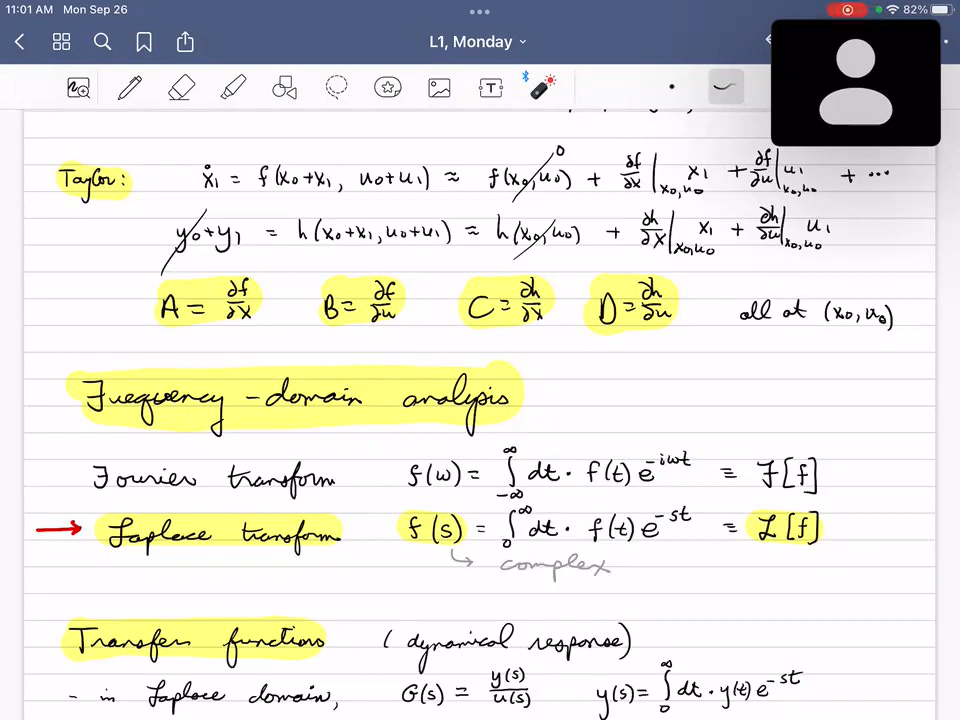 11:01 AM Mon Sep 26
82%
L1, Monday
Taylor: ẋ₁ = f(x₀+x₁, u₀+u₁) ≈ f(x₀,u₀) 0 + ∂f/∂x|x₀,u₀ x₁ + ∂f/∂u|x₀,u₀ u₁ + ...
y₀+y₁ = h(x₀+x₁, u₀+u₁) ≈ h(x₀,u₀) + ∂h/∂x|x₀,u₀ x₁ + ∂h/∂u|x₀,u₀ u₁
A = ∂f/∂x B = ∂f/∂u C = ∂h/∂x D = ∂h/∂u all at (x₀, u₀)
Frequency-domain analysis
Fourier transform f(ω) = ∫_{-∞}^{∞} dt · f(t) e^{-iωt} ≡ ℱ[f]
→ Laplace transform f(s) = ∫_0^∞ dt · f(t) e^{-st} ≡ ℒ[f]
↳ complex
Transfer functions (dynamical response)
- in Laplace domain, G(s) = y(s)/u(s) y(s) = ∫_0^∞ dt · y(t) e^{-st}